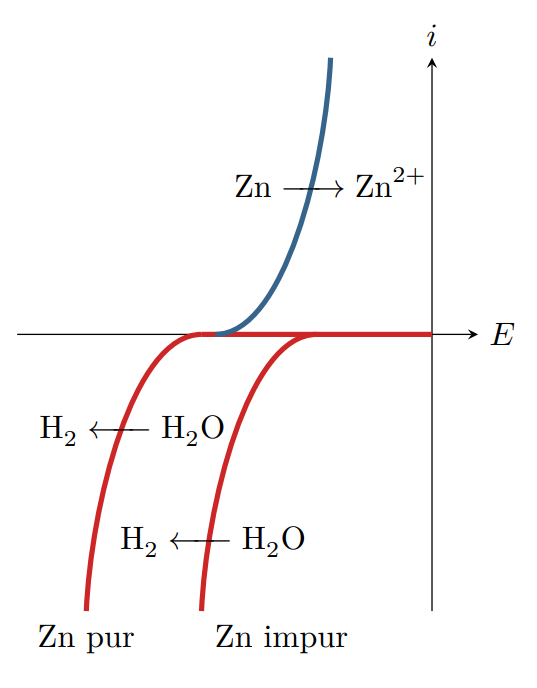 i
Zn ⟶ Zn²⁺
E
H₂ ⟵ H₂O
H₂ ⟵ H₂O
Zn pur Zn impur